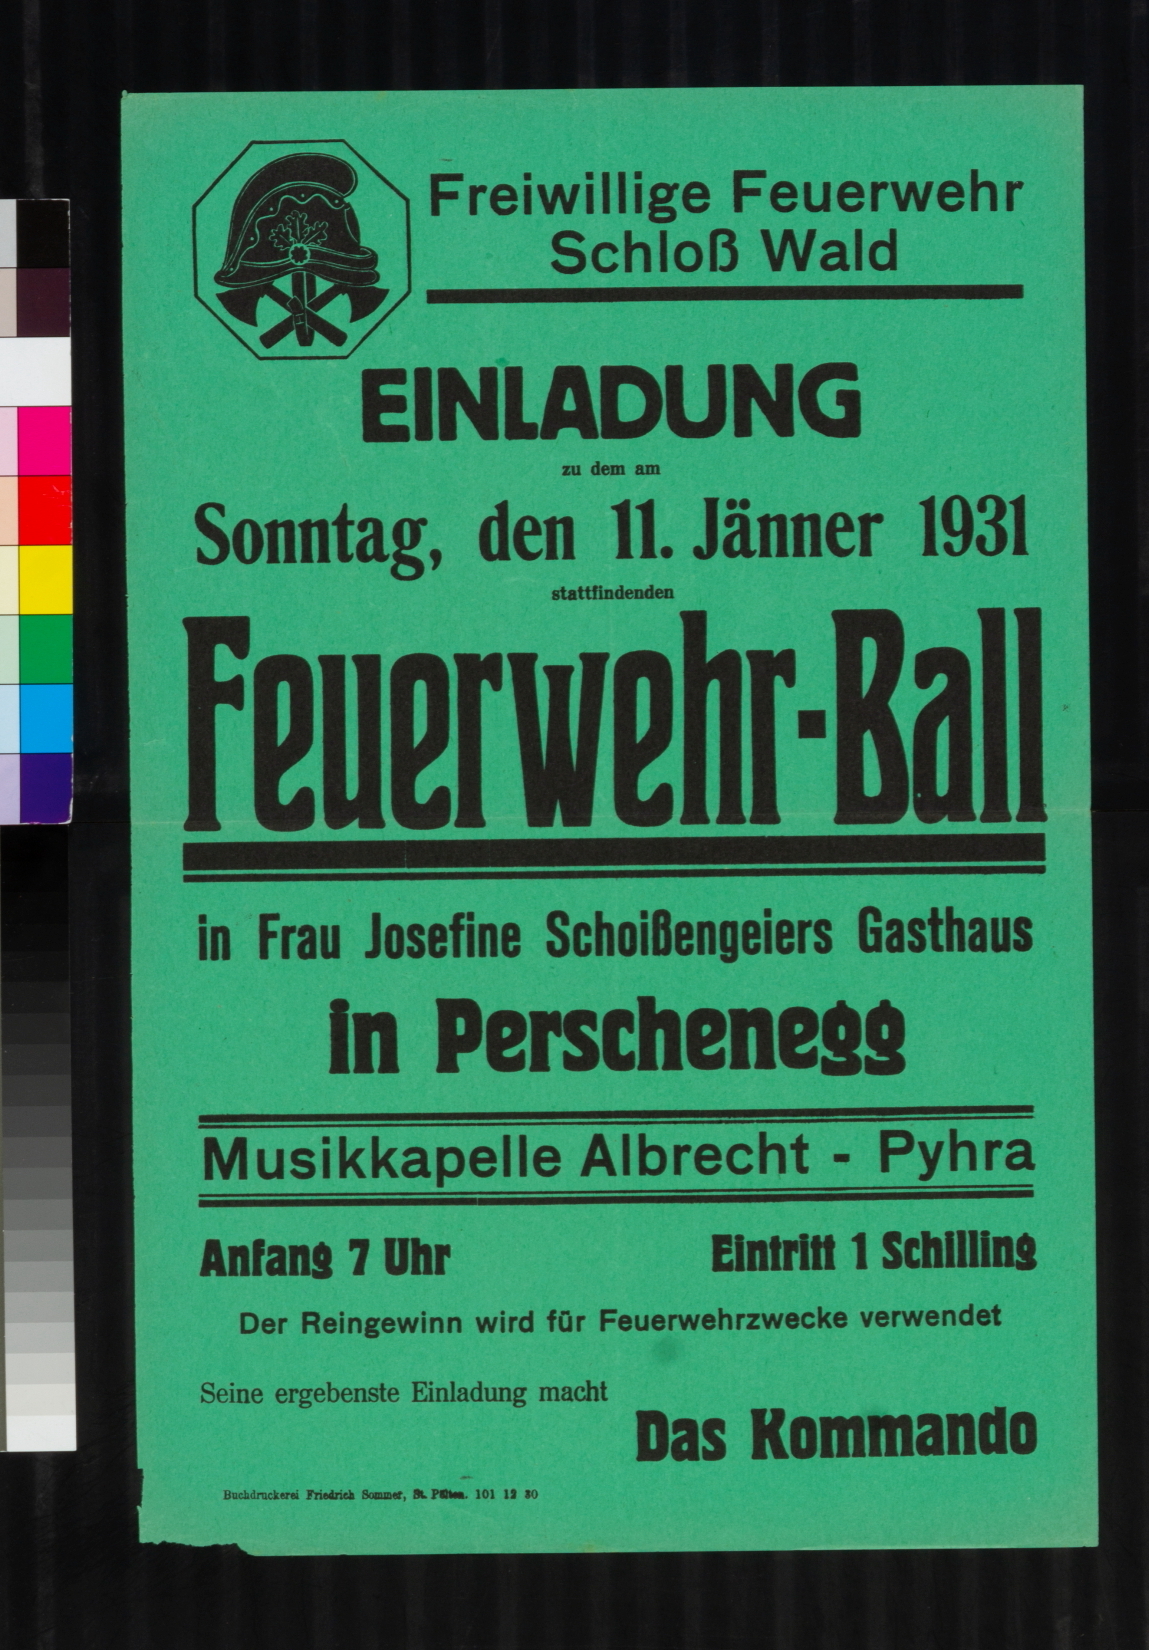 Freiwillige Feuerwehr
Schloß Wald
EINLADUNG
zu dem am
Sonntag, den 11. Jänner 1931
stattfindenden
Feuerwehr-Ball
in Frau Josefine Schoißengeiers Gasthaus
in Perschenegg
Musikkapelle Albrecht - Pyhra
Anfang 7 Uhr Eintritt 1 Schilling
Der Reingewinn wird für Feuerwehrzwecke verwendet
Seine ergebenste Einladung macht
Das Kommando
Buchdruckerei Friedrich Sommer, St. Pölten. 101 12 30